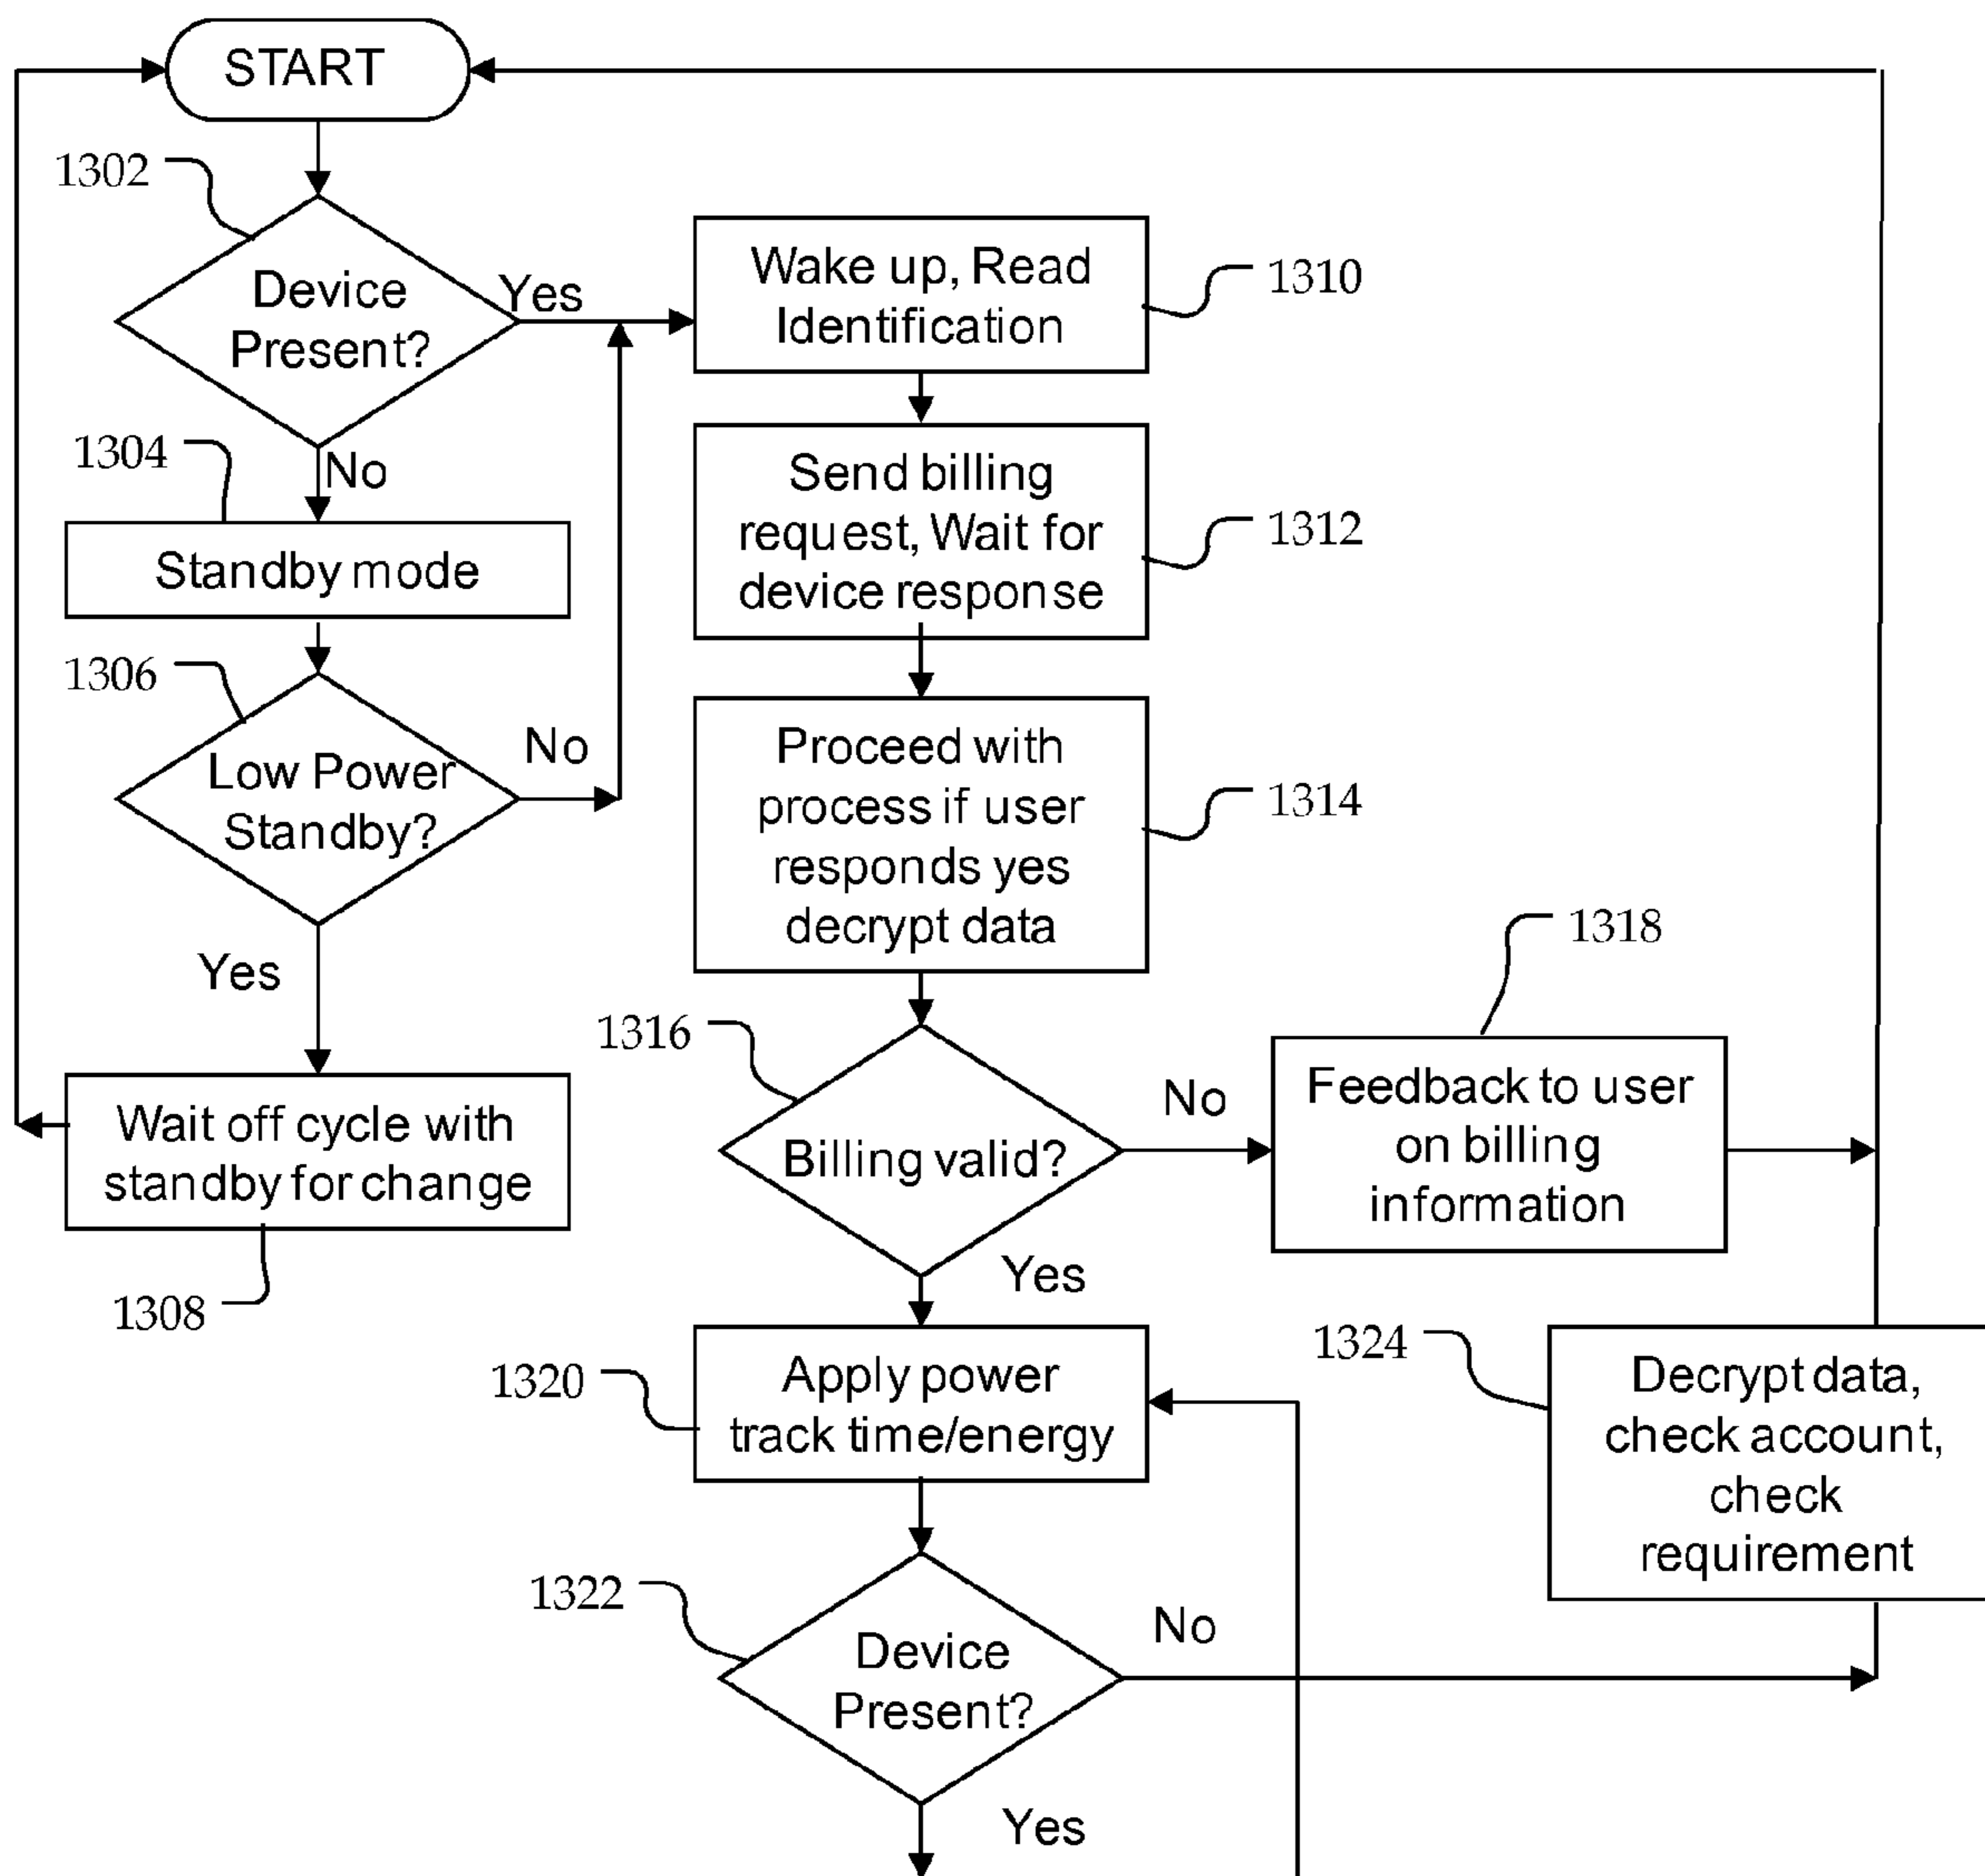 START
1302
Device
Present?
Yes
No
1304
Standby mode
1306
Low Power
Standby?
No
Yes
Wait off cycle with
standby for change
1308
Wake up, Read
Identification
1310
Send billing
request, Wait for
device response
1312
Proceed with
process if user
responds yes
decrypt data
1314
1316
Billing valid?
No
Yes
1318
Feedback to user
on billing
information
1320
Apply power
track time/energy
1322
Device
Present?
No
Yes
1324
Decrypt data,
check account,
check
requirement